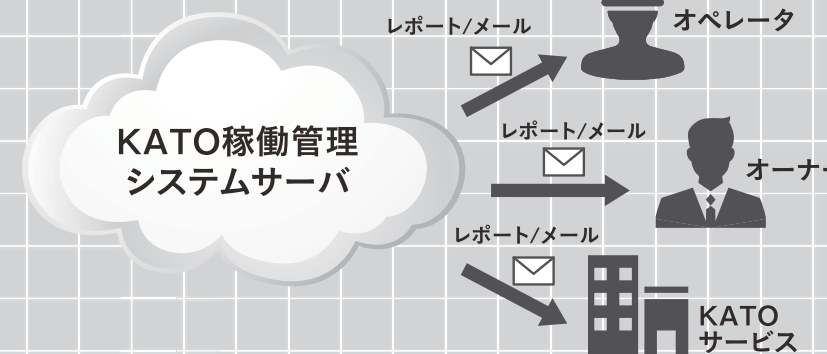 レポート/メール
オペレータ
KATO稼働管理
システムサーバ
レポート/メール
オーナー
レポート/メール
KATO
サービス